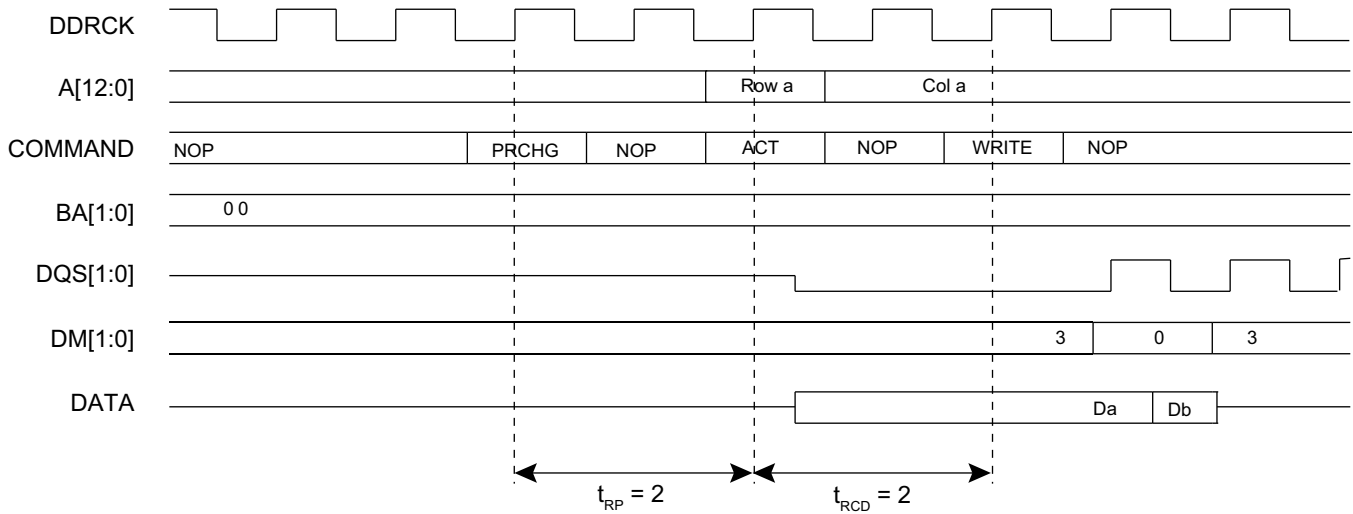 DDRCK
A[12:0] Row a Col a
COMMAND NOP PRCHG NOP ACT NOP WRITE NOP
BA[1:0] 0 0
DQS[1:0]
DM[1:0] 3 0 3
DATA Da Db
tRP = 2 tRCD = 2